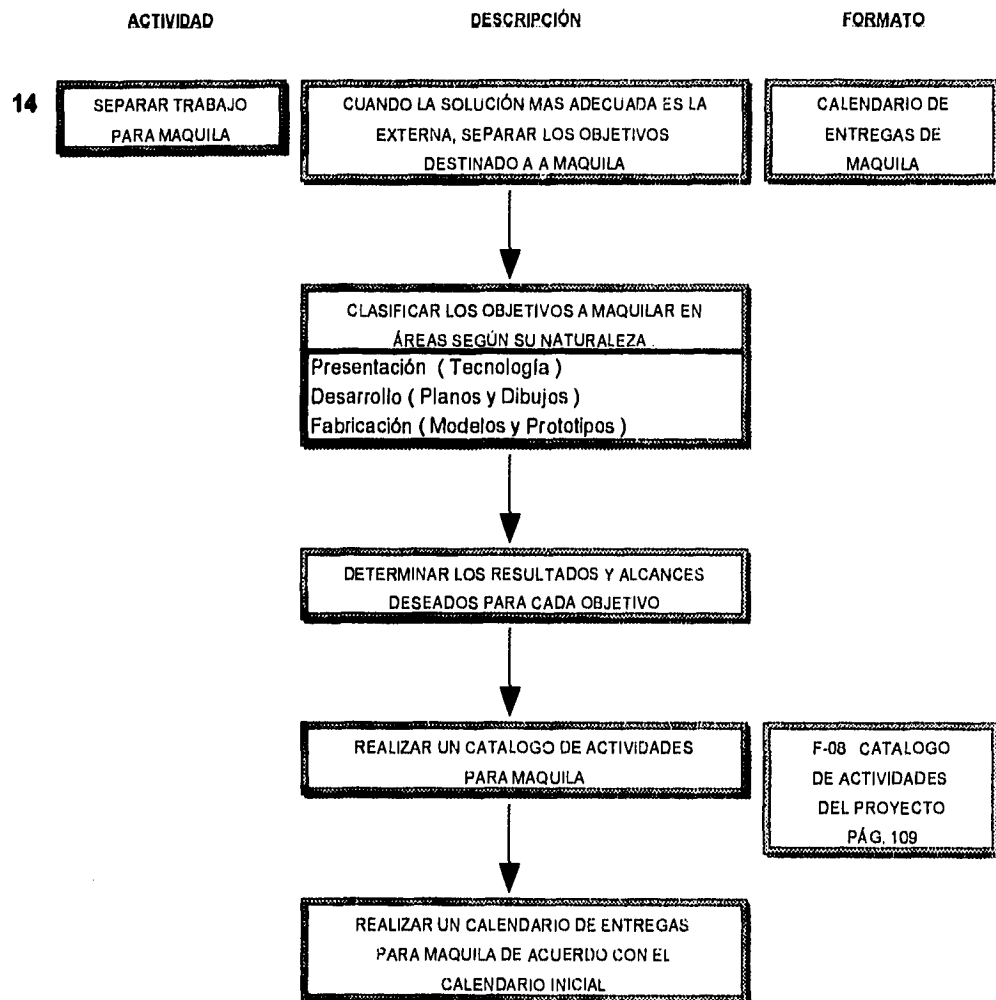 ACTIVIDAD DESCRIPCIÓN FORMATO
14
SEPARAR TRABAJO
PARA MAQUILA
CUANDO LA SOLUCIÓN MAS ADECUADA ES LA
EXTERNA, SEPARAR LOS OBJETIVOS
DESTINADO A A MAQUILA
CALENDARIO DE
ENTREGAS DE
MAQUILA
CLASIFICAR LOS OBJETIVOS A MAQUILAR EN
ÁREAS SEGÚN SU NATURALEZA .
Presentación ( Tecnología )
Desarrollo ( Planos y Dibujos )
Fabricación ( Modelos y Prototipos )
DETERMINAR LOS RESULTADOS Y ALCANCES
DESEADOS PARA CADA OBJETIVO
REALIZAR UN CATALOGO DE ACTIVIDADES
PARA MAQUILA
F-08 CATALOGO
DE ACTIVIDADES
DEL PROYECTO
PÁG. 109
REALIZAR UN CALENDARIO DE ENTREGAS
PARA MAQUILA DE ACUERDO CON EL
CALENDARIO INICIAL